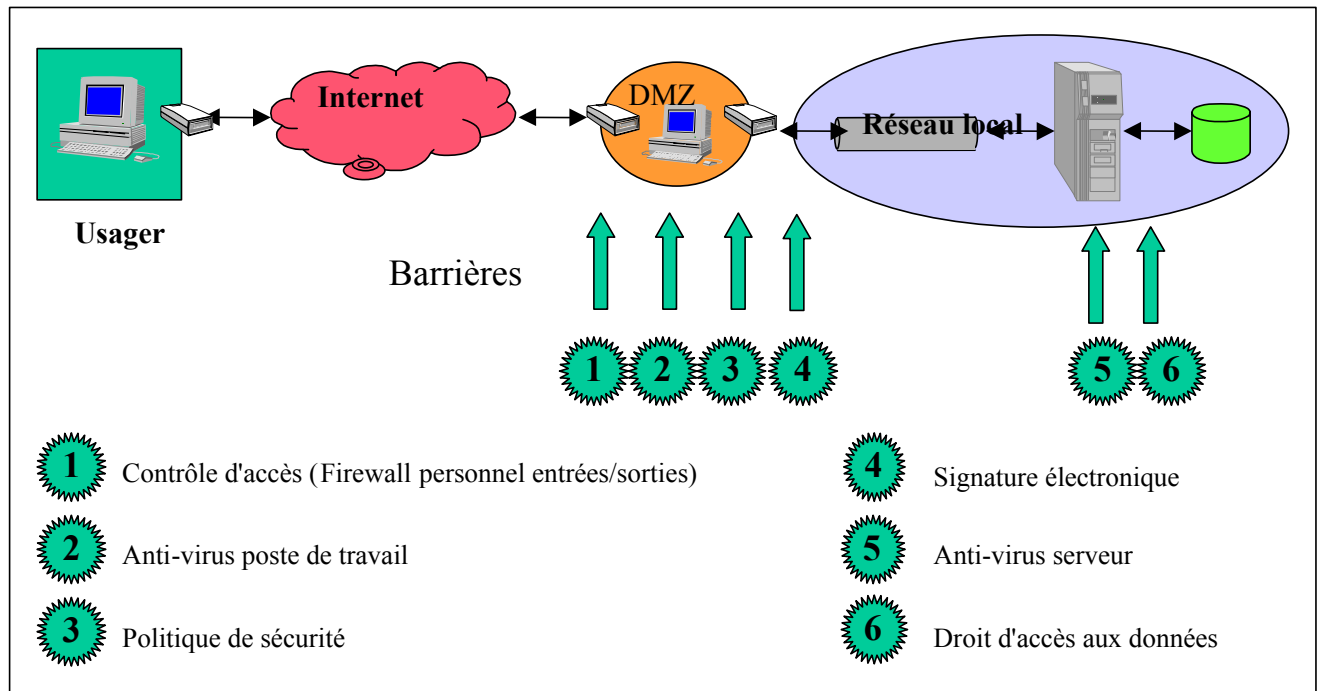 Internet
DMZ
Réseau local
Usager
Barrières
1 2 3 4 5 6
1 Contrôle d'accès (Firewall personnel entrées/sorties)
2 Anti-virus poste de travail
3 Politique de sécurité
4 Signature électronique
5 Anti-virus serveur
6 Droit d'accès aux données